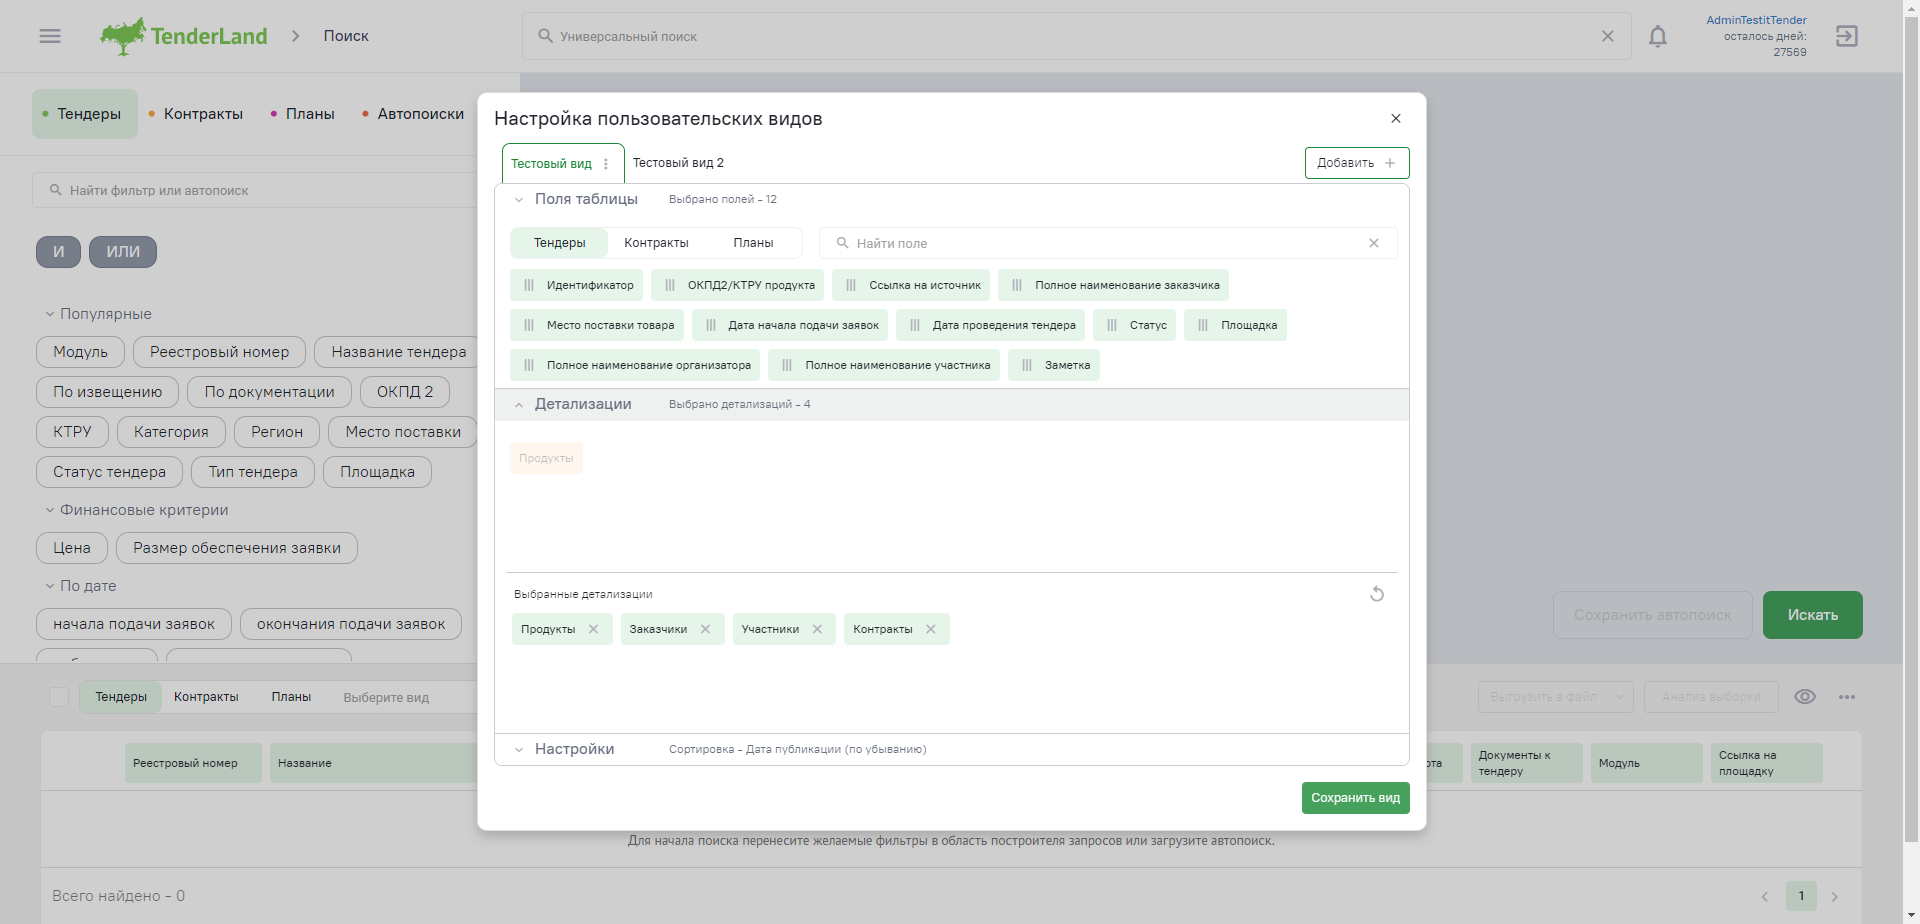 TenderLand
Поиск
Универсальный поиск
AdminTestitTender
осталось дней:
27569
Тендеры
Контракты
Планы
Автопоиски
Найти фильтр или автопоиск
И
ИЛИ
Популярные
Модуль
Реестровый номер
Название тендера
По извещению
По документации
ОКПД 2
КТРУ
Категория
Регион
Место поставки
Статус тендера
Тип тендера
Площадка
Финансовые критерии
Цена
Размер обеспечения заявки
По дате
начала подачи заявок
окончания подачи заявок
Настройка пользовательских видов
Тестовый вид
Тестовый вид 2
Добавить
Поля таблицы
Выбрано полей - 12
Тендеры
Контракты
Планы
Найти поле
Идентификатор
ОКПД2/КТРУ продукта
Ссылка на источник
Полное наименование заказчика
Место поставки товара
Дата начала подачи заявок
Дата проведения тендера
Статус
Площадка
Полное наименование организатора
Полное наименование участника
Заметка
Детализации
Выбрано детализаций - 4
Продукты
Выбранные детализации
Продукты
Заказчики
Участники
Контракты
Настройки
Сортировка - Дата публикации (по убыванию)
Сохранить вид
Сохранить автопоиск
Искать
Тендеры
Контракты
Планы
Выберите вид
Выгрузить в файл
Анализ выборки
Реестровый номер
Название
ота
Документы к
тендеру
Модуль
Ссылка на
площадку
Для начала поиска перенесите желаемые фильтры в область построителя запросов или загрузите автопоиск.
Всего найдено - 0
1